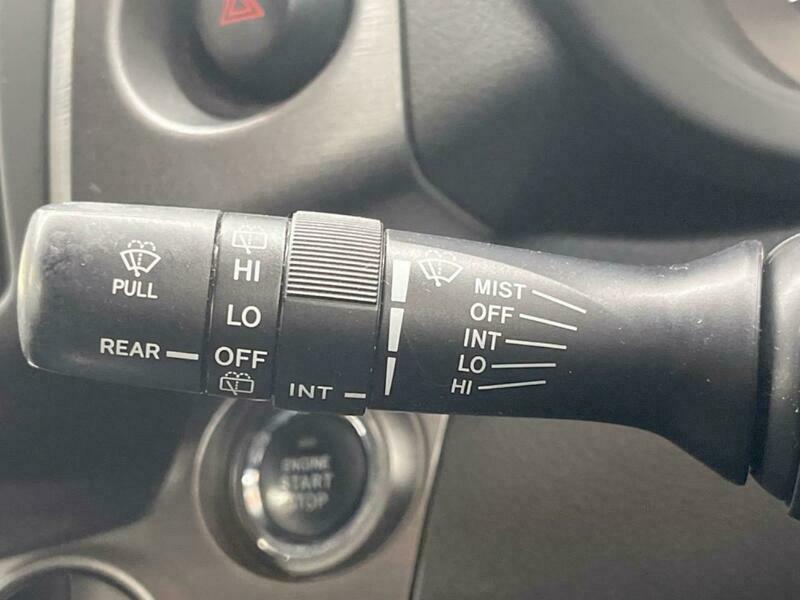 PULL
REAR
HI
LO
OFF
INT
MIST
OFF
INT
LO
HI
ENGINE
START
STOP